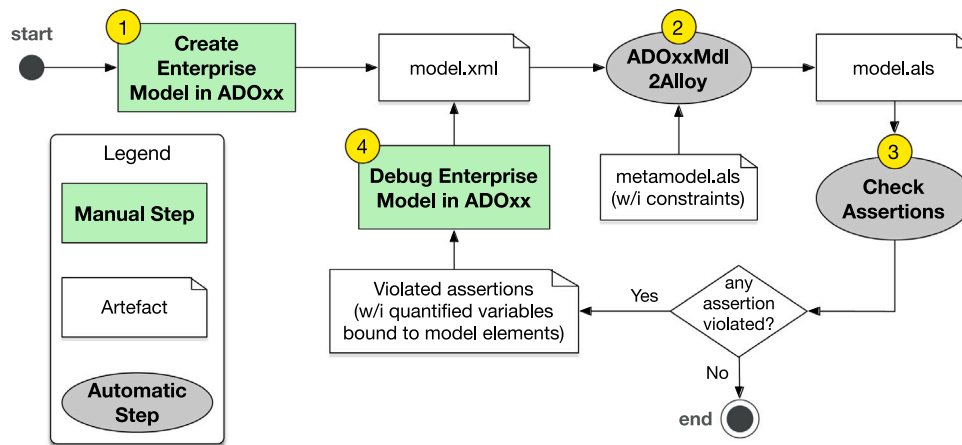 start
1
Create
Enterprise
Model in ADOxx
model.xml
2
ADOxxMdl
2Alloy
model.als
Legend
Manual Step
Artefact
Automatic
Step
4
Debug Enterprise
Model in ADOxx
metamodel.als
(w/i constraints)
3
Check
Assertions
Violated assertions
(w/i quantified variables
bound to model elements)
Yes
any
assertion
violated?
No
end